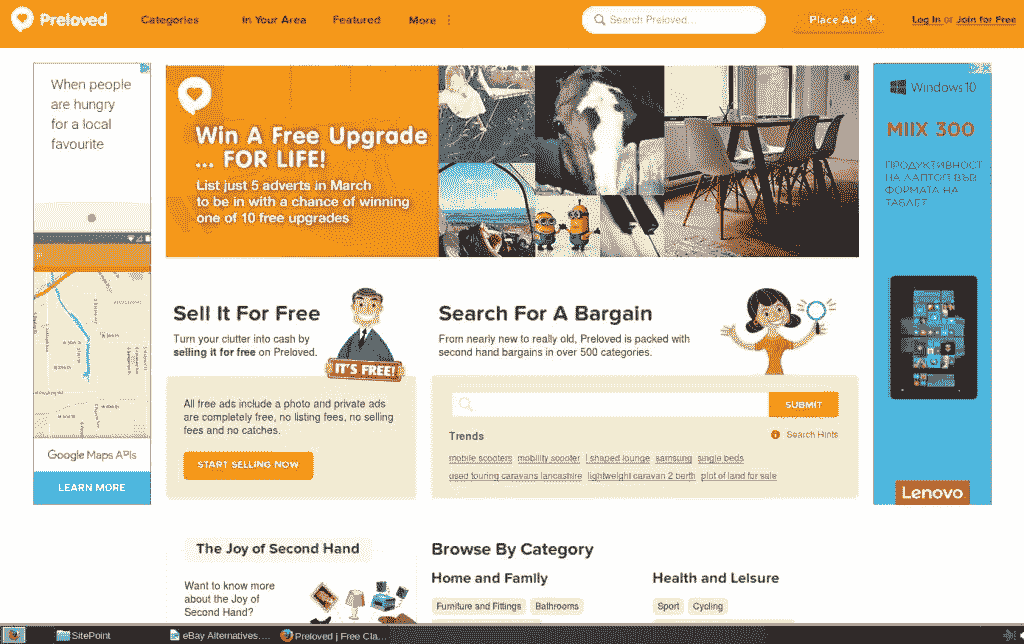 Preloved
Categories
In Your Area
Featured
More
Search Preloved...
Place Ad +
Log In or Join for Free
When people
are hungry
for a local
favourite
Google Maps APIs
LEARN MORE
Win A Free Upgrade
... FOR LIFE!
List just 5 adverts in March
to be in with a chance of winning
one of 10 free upgrades
Windows 10
MIIX 300
ПРОДУКТИВНОСТ
НА ЛАПТОП ВЪВ
ФОРМАТА НА
ТАБЛЕТ
Lenovo
Sell It For Free
Turn your clutter into cash by
selling it for free on Preloved.
IT'S FREE!
All free ads include a photo and private ads
are completely free, no listing fees, no selling
fees and no catches.
START SELLING NOW
Search For A Bargain
From nearly new to really old, Preloved is packed with
second hand bargains in over 500 categories.
SUBMIT
Trends
Search Hints
mobile scooters mobility scooter l shaped lounge samsung single beds
used touring caravans lancashire lightweight caravan 2 berth plot of land for sale
The Joy of Second Hand
Want to know more
about the Joy of
Second Hand?
Browse By Category
Home and Family
Furniture and Fittings Bathrooms
Health and Leisure
Sport Cycling
SitePoint
eBay Alternatives....
Preloved | Free Cla...